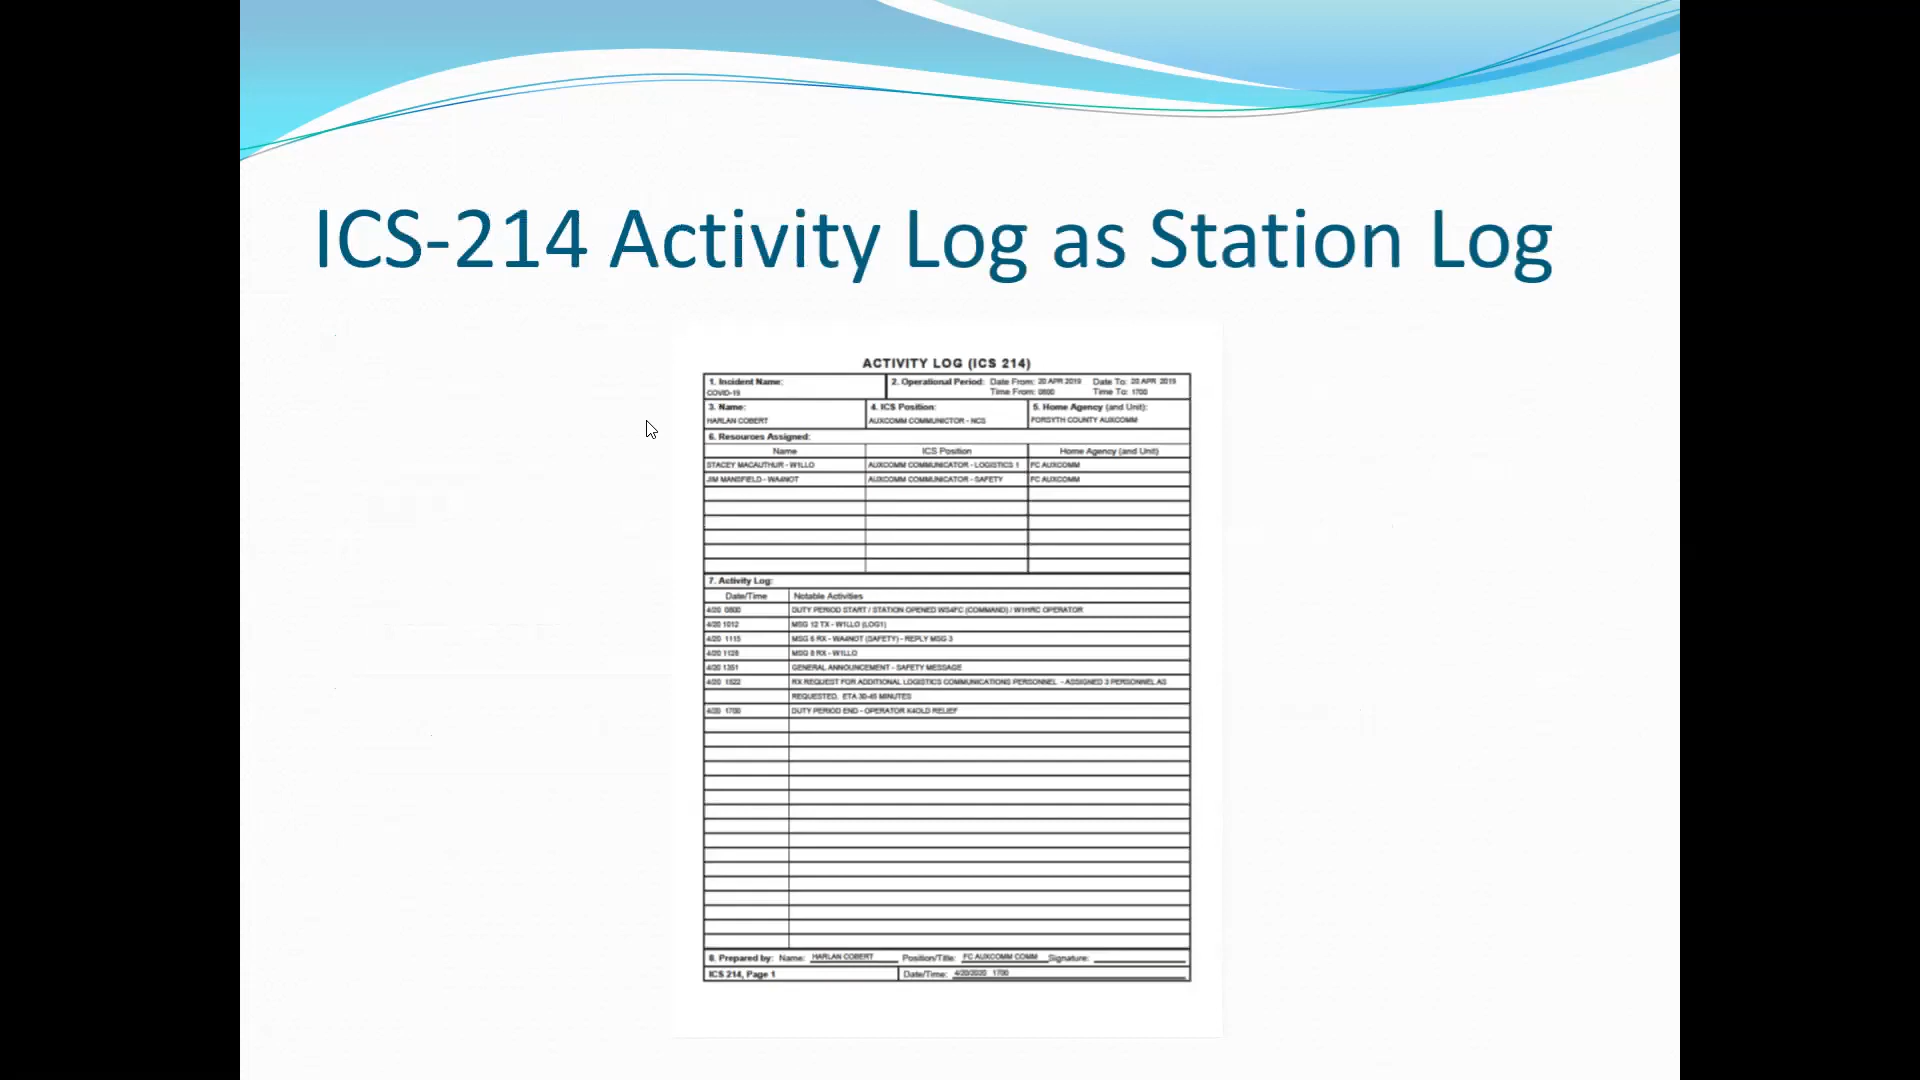 ICS-214 Activity Log as Station Log
ACTIVITY LOG (ICS 214)
1. Incident Name:
COVID-19
2. Operational Period: Date From: 20 APR 2019 Date To: 20 APR 2019
Time From: 0800 Time To: 1700
3. Name:
HARLAN COBERT
4. ICS Position:
AUXCOMM COMMUNICTOR - NCS
5. Home Agency (and Unit):
FORSYTH COUNTY AUXCOMM
6. Resources Assigned:
Name ICS Position Home Agency (and Unit)
STACEY MACAUTHUR - W1LLO AUXCOMM COMMUNICATOR - LOGISTICS 1 FC AUXCOMM
JIM MANSFIELD - WA4NOT AUXCOMM COMMUNICATOR - SAFETY FC AUXCOMM
7. Activity Log:
Date/Time Notable Activities
4/20 0800 DUTY PERIOD START / STATION OPENED WS4FC (COMMAND) / W1HRC OPERATOR
4/20 1012 MSG 12 TX - W1LLO (LOG1)
4/20 1115 MSG 6 RX - WA4NOT (SAFETY) - REPLY MSG 3
4/20 MSG 8 RX - W1LLO
4/20 1351 GENERAL ANNOUNCEMENT - SAFETY MESSAGE
4/20 1522 RX REQUEST FOR ADDITIONAL LOGISTICS COMMUNICATIONS PERSONNEL - ASSIGNED 3 PERSONNEL AS
REQUESTED. ETA 30-45 MINUTES
4/20 1700 DUTY PERIOD END - OPERATOR K4OLD RELIEF
8. Prepared by: Name: HARLAN COBERT Position/Title: FC AUXCOMM COMM Signature:
ICS 214, Page 1 Date/Time: 4/20/2020 1700